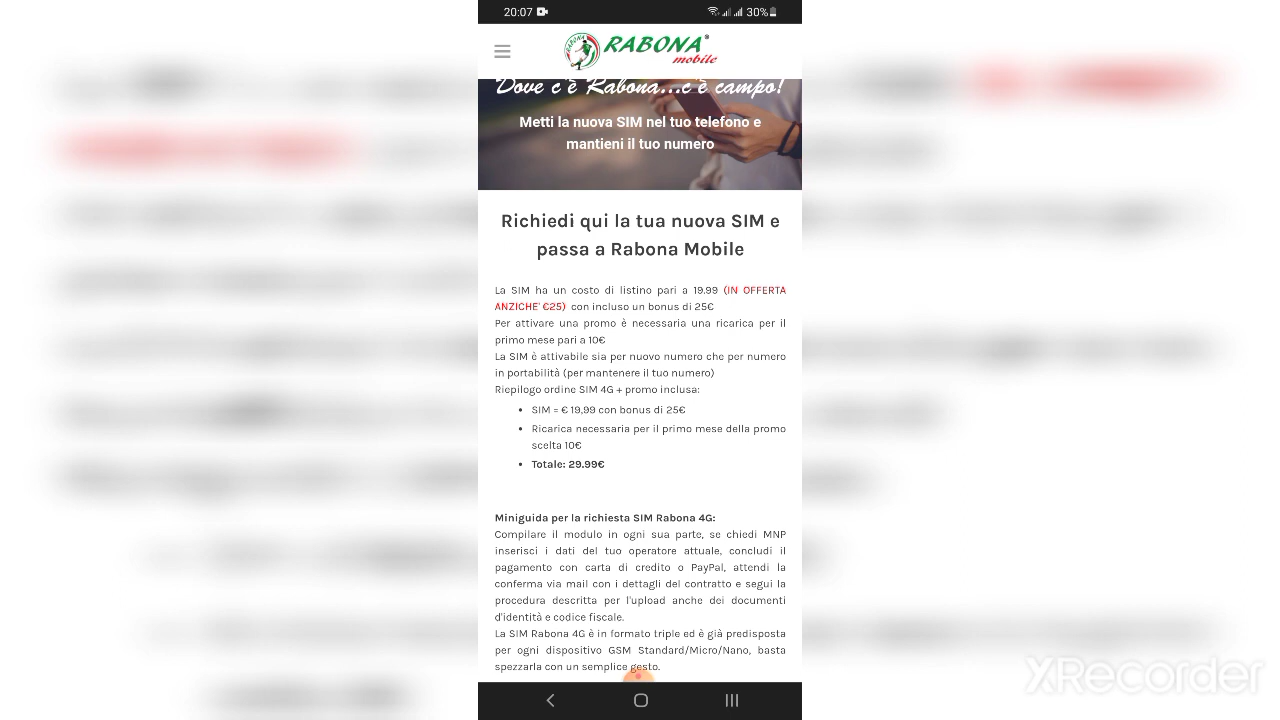 20:07
30%
RABONA
mobile
Dove c'è Rabona...c'è campo!
Metti la nuova SIM nel tuo telefono e
mantieni il tuo numero
Richiedi qui la tua nuova SIM e
passa a Rabona Mobile
La SIM ha un costo di listino pari a 19.99 (IN OFFERTA
ANZICHE' €25) con incluso un bonus di 25€
Per attivare una promo è necessaria una ricarica per il
primo mese pari a 10€
La SIM è attivabile sia per nuovo numero che per numero
in portabilità (per mantenere il tuo numero)
Riepilogo ordine SIM 4G + promo inclusa:
• SIM = € 19,99 con bonus di 25€
• Ricarica necessaria per il primo mese della promo
scelta 10€
• Totale: 29.99€
Miniguida per la richiesta SIM Rabona 4G:
Compilare il modulo in ogni sua parte, se chiedi MNP
inserisci i dati del tuo operatore attuale, concludi il
pagamento con carta di credito o PayPal, attendi la
conferma via mail con i dettagli del contratto e segui la
procedura descritta per l'upload anche dei documenti
d'identità e codice fiscale.
La SIM Rabona 4G è in formato triple ed è già predisposta
per ogni dispositivo GSM Standard/Micro/Nano, basta
spezzarla con un semplice gesto.
XRecorder